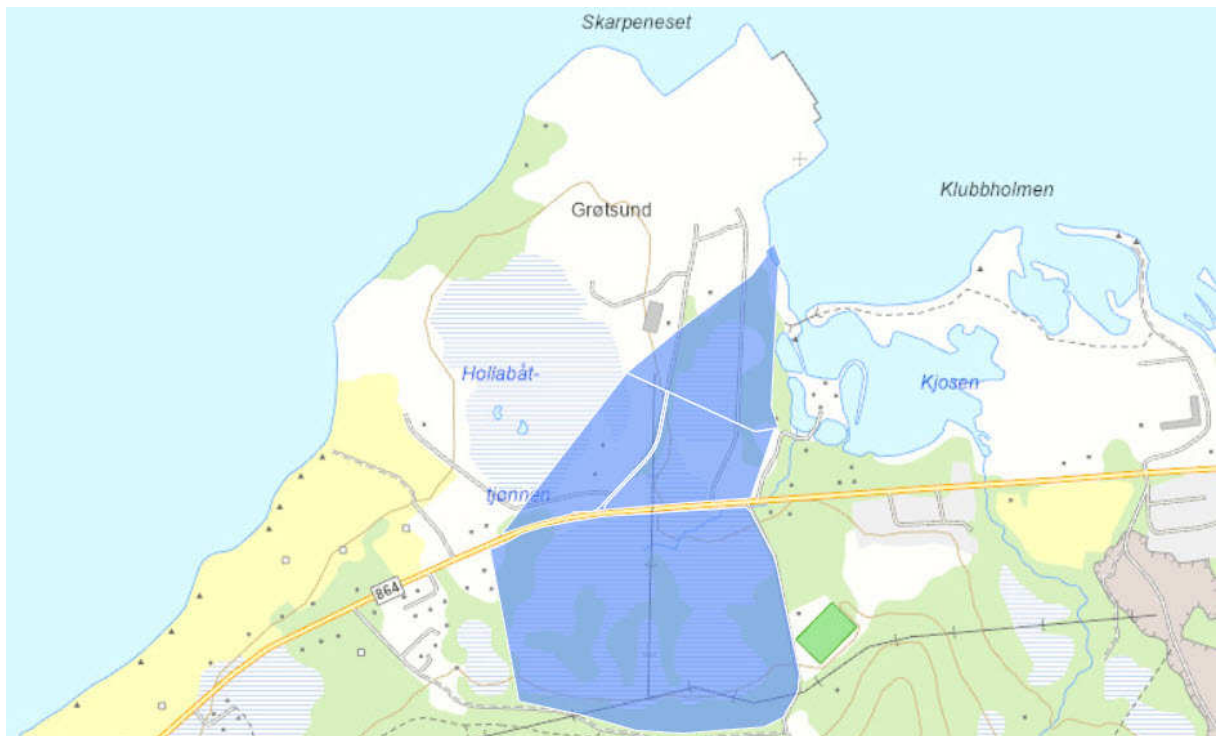 Skarpeneset
Klubbholmen
Grøtsund
Hollabåt-
Kjosen
tjønnen
864